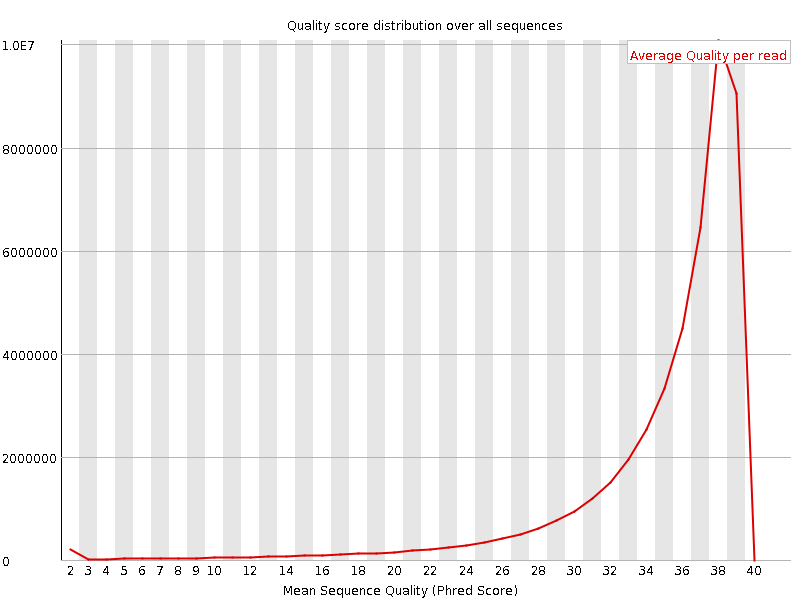 Quality score distribution over all sequences
1.0E7
Average Quality per read
8000000
6000000
4000000
2000000
0
2 3 4 5 6 7 8 9 10 12 14 16 18 20 22 24 26 28 30 32 34 36 38 40
Mean Sequence Quality (Phred Score)